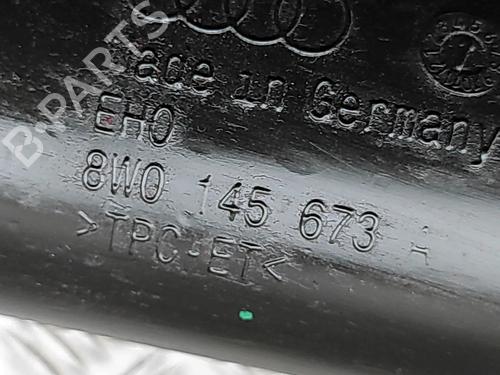 Made in Germany
EHO
8W0 145 673 A
>TPC-ET<
B-PARTS